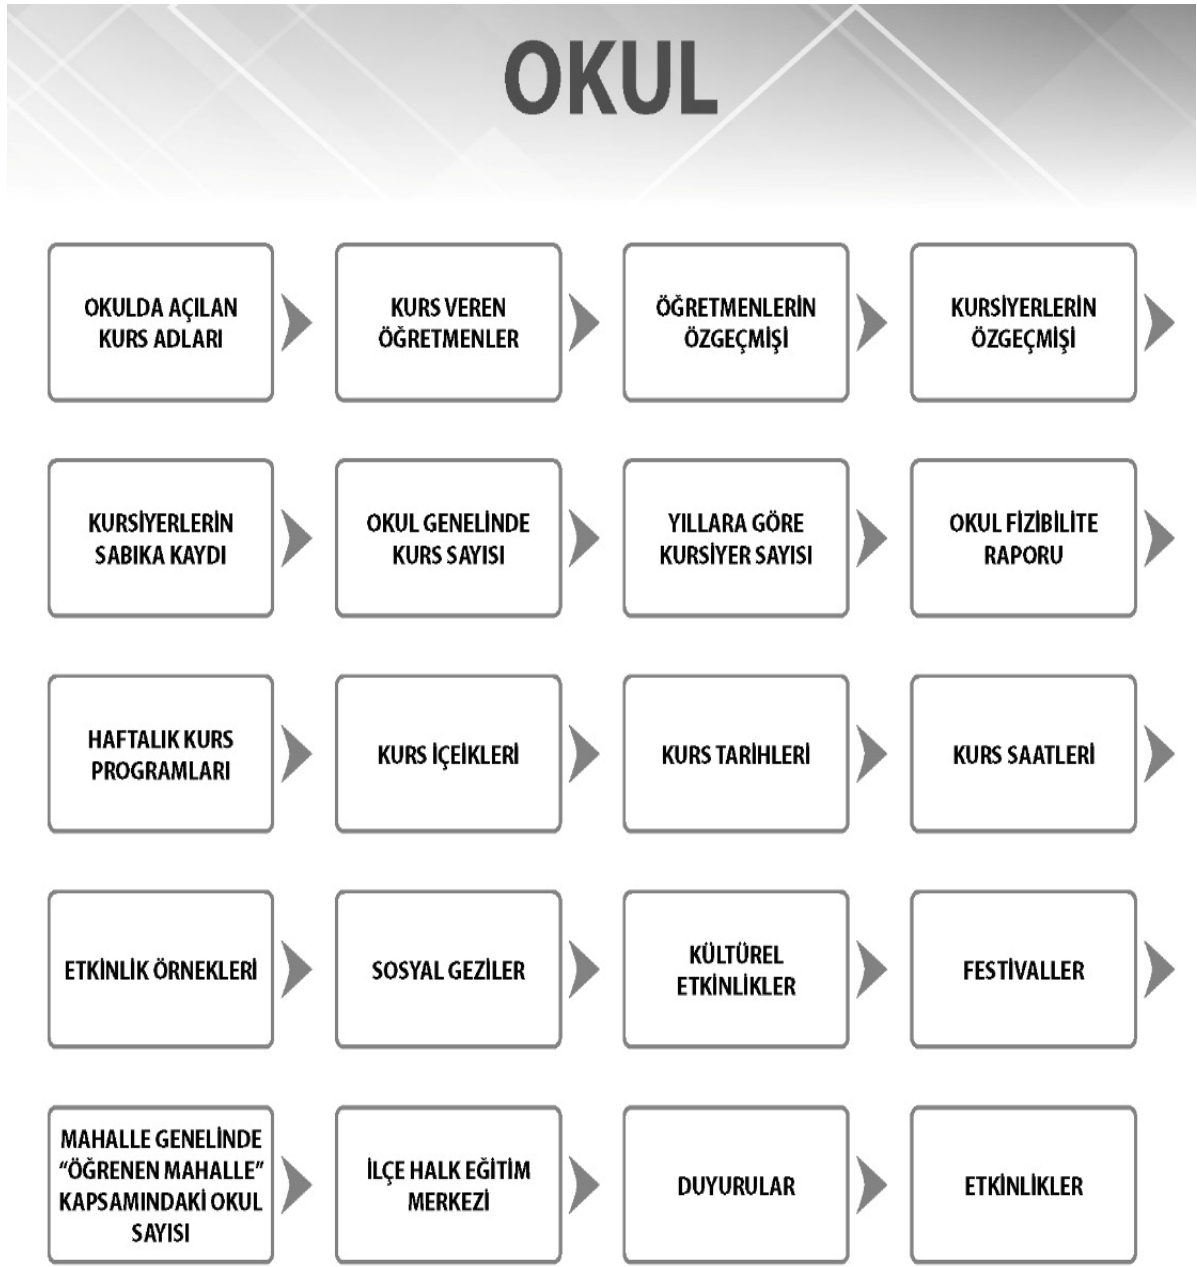 OKUL
OKULDA AÇILAN
KURS ADLARI
KURS VEREN
ÖĞRETMENLER
ÖĞRETMENLERİN
ÖZGEÇMİŞİ
KURSİYERLERİN
ÖZGEÇMİŞİ
KURSİYERLERİN
SABIKA KAYDI
OKUL GENELİNDE
KURS SAYISI
YILLARA GÖRE
KURSİYER SAYISI
OKUL FİZİBİLİTE
RAPORU
HAFTALIK KURS
PROGRAMLARI
KURS İÇEİKLERİ
KURS TARİHLERİ
KURS SAATLERİ
ETKİNLİK ÖRNEKLERİ
SOSYAL GEZİLER
KÜLTÜREL
ETKİNLİKLER
FESTİVALLER
MAHALLE GENELİNDE
“ÖĞRENEN MAHALLE”
KAPSAMINDAKİ OKUL
SAYISI
İLÇE HALK EĞİTİM
MERKEZİ
DUYURULAR
ETKİNLİKLER